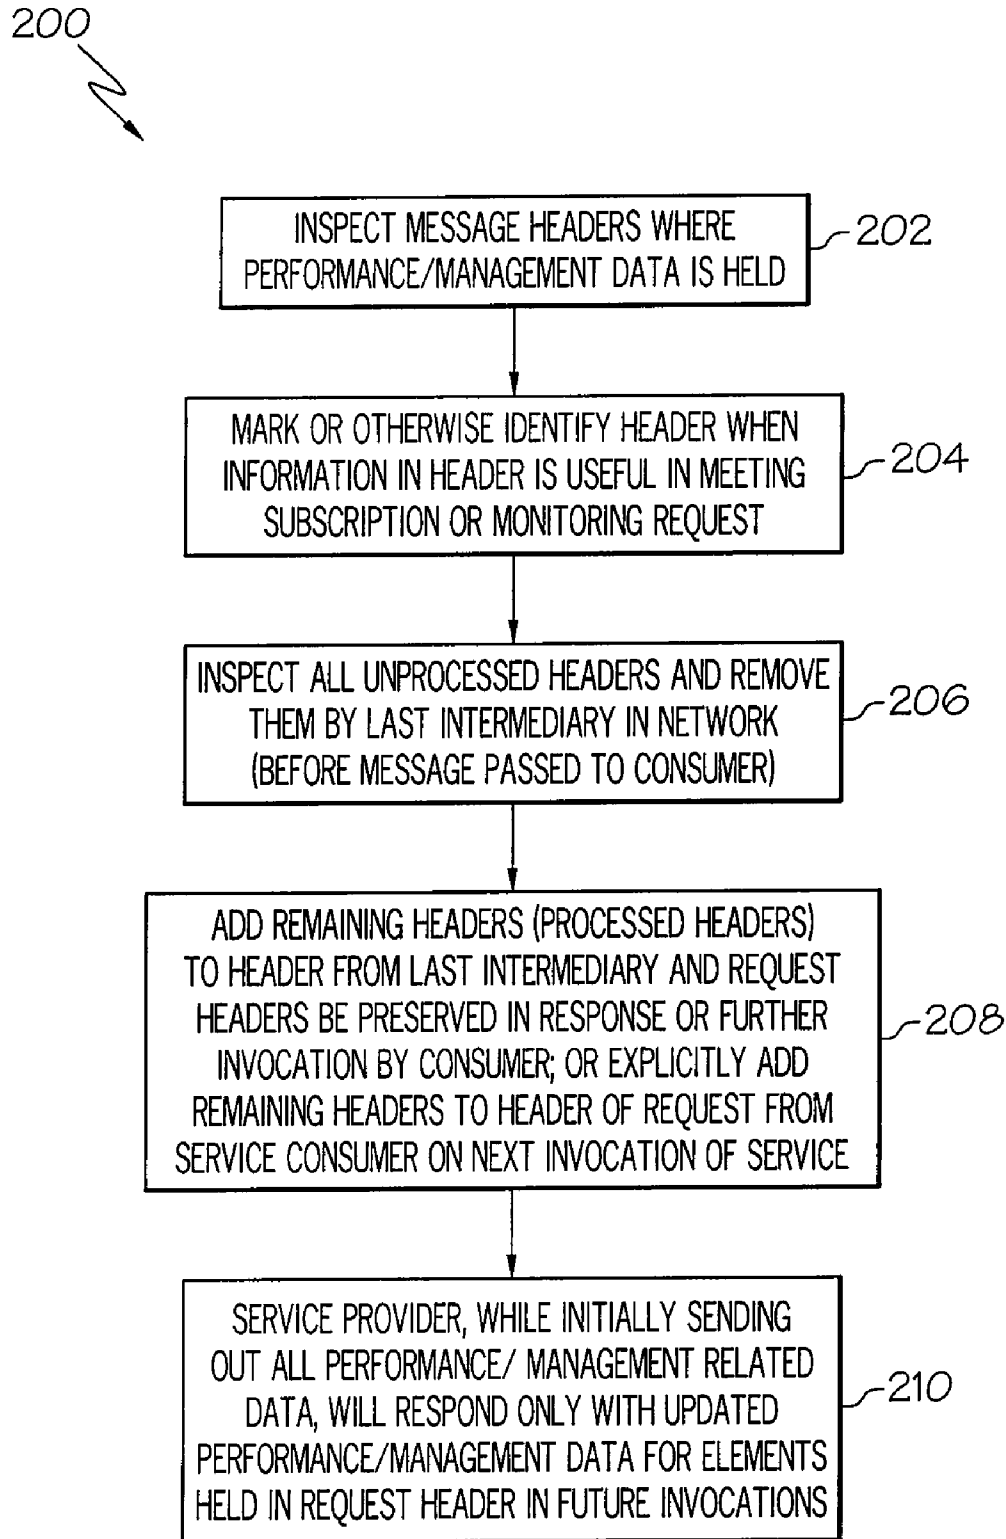 200
INSPECT MESSAGE HEADERS WHERE
PERFORMANCE/MANAGEMENT DATA IS HELD
202
MARK OR OTHERWISE IDENTIFY HEADER WHEN
INFORMATION IN HEADER IS USEFUL IN MEETING
SUBSCRIPTION OR MONITORING REQUEST
204
INSPECT ALL UNPROCESSED HEADERS AND REMOVE
THEM BY LAST INTERMEDIARY IN NETWORK
(BEFORE MESSAGE PASSED TO CONSUMER)
206
ADD REMAINING HEADERS (PROCESSED HEADERS)
TO HEADER FROM LAST INTERMEDIARY AND REQUEST
HEADERS BE PRESERVED IN RESPONSE OR FURTHER
INVOCATION BY CONSUMER; OR EXPLICITLY ADD
REMAINING HEADERS TO HEADER OF REQUEST FROM
SERVICE CONSUMER ON NEXT INVOCATION OF SERVICE
208
SERVICE PROVIDER, WHILE INITIALLY SENDING
OUT ALL PERFORMANCE/ MANAGEMENT RELATED
DATA, WILL RESPOND ONLY WITH UPDATED
PERFORMANCE/MANAGEMENT DATA FOR ELEMENTS
HELD IN REQUEST HEADER IN FUTURE INVOCATIONS
210